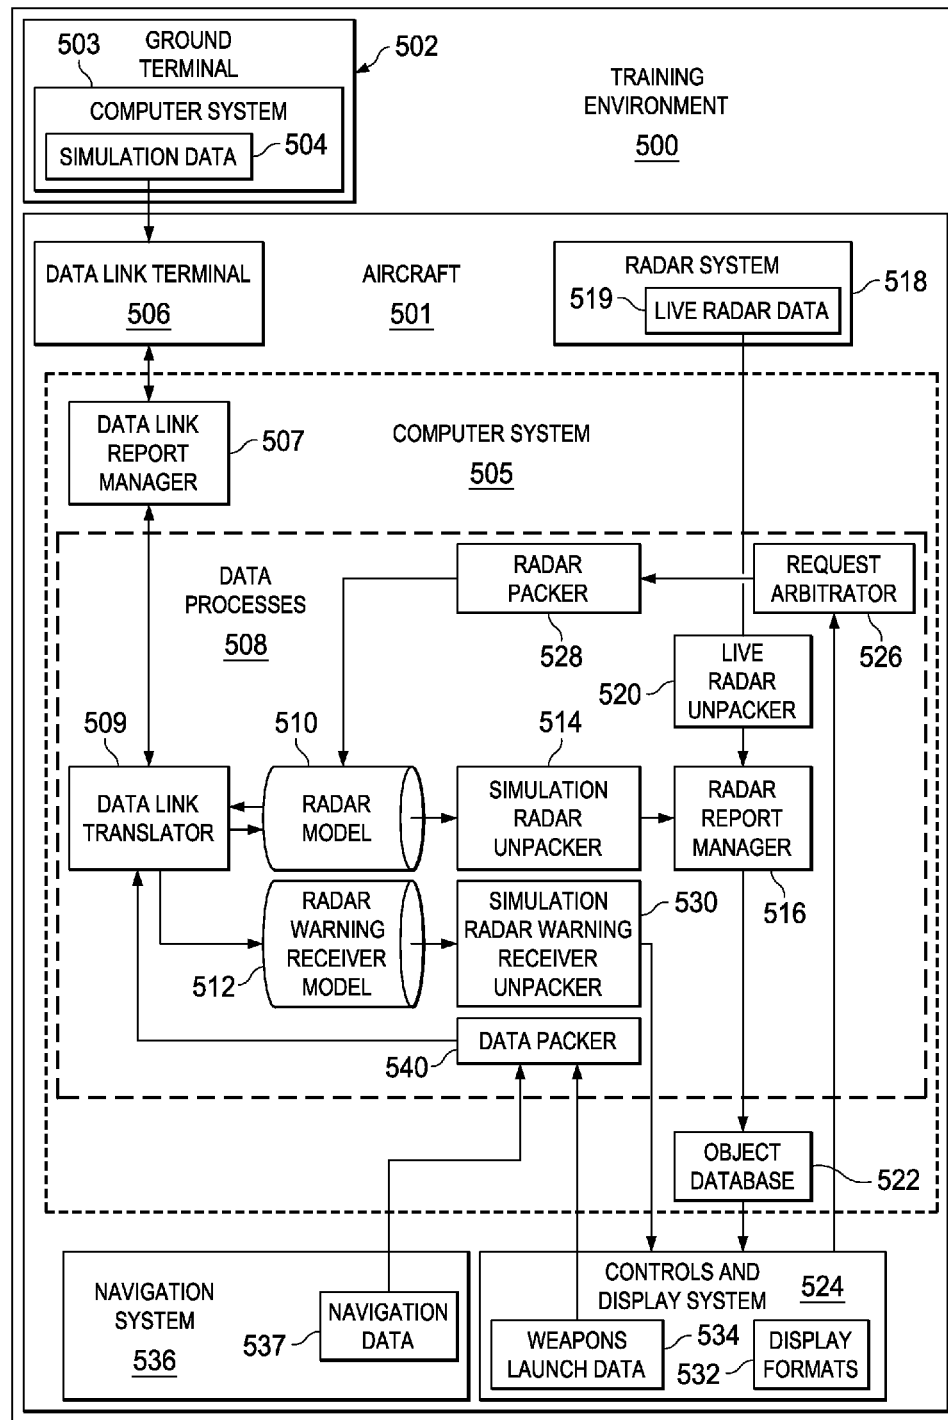 503
GROUND
TERMINAL
502
COMPUTER SYSTEM
SIMULATION DATA
504
TRAINING
ENVIRONMENT
500
DATA LINK TERMINAL
506
AIRCRAFT
501
RADAR SYSTEM
519
LIVE RADAR DATA
518
DATA LINK
REPORT
MANAGER
507
COMPUTER SYSTEM
505
DATA
PROCESSES
508
RADAR
PACKER
528
REQUEST
ARBITRATOR
526
520
LIVE
RADAR
UNPACKER
509
DATA LINK
TRANSLATOR
510
RADAR
MODEL
514
SIMULATION
RADAR
UNPACKER
RADAR
REPORT
MANAGER
516
512
RADAR
WARNING
RECEIVER
MODEL
SIMULATION
RADAR WARNING
RECEIVER
UNPACKER
530
540
DATA PACKER
OBJECT
DATABASE
522
NAVIGATION
SYSTEM
536
537
NAVIGATION
DATA
CONTROLS AND
DISPLAY SYSTEM
524
WEAPONS
LAUNCH DATA
534
532
DISPLAY
FORMATS